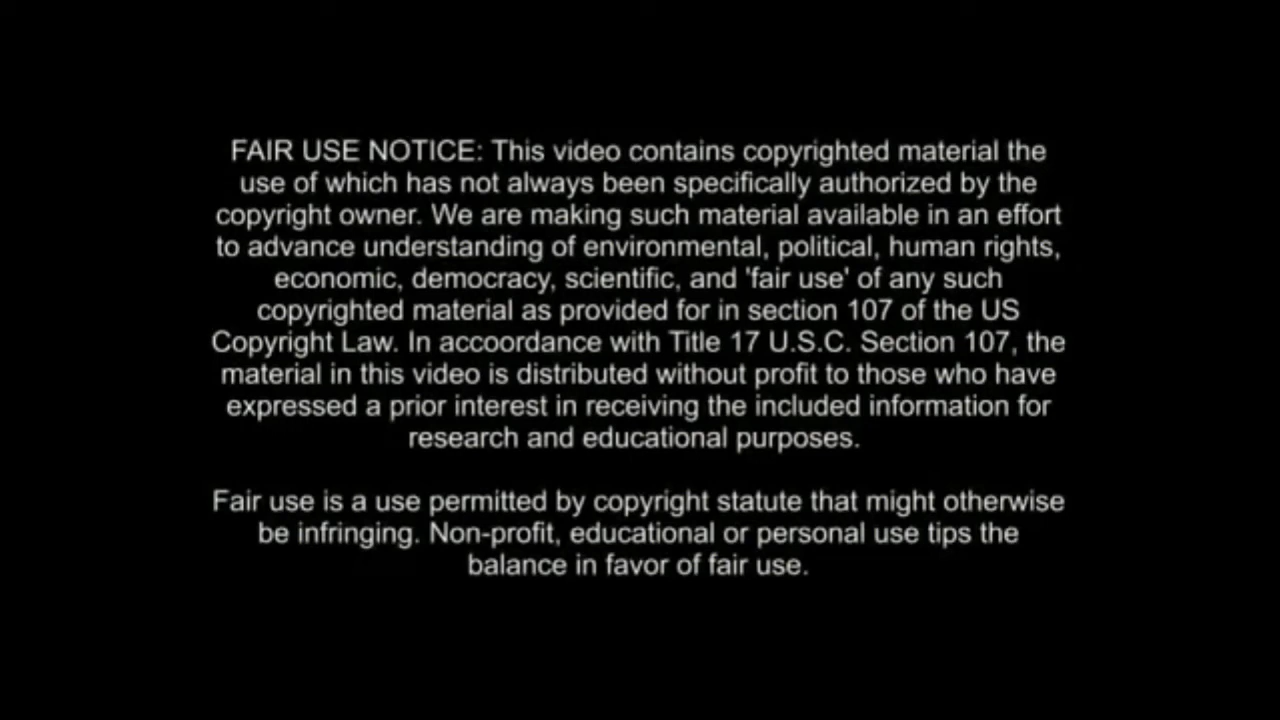 FAIR USE NOTICE: This video contains copyrighted material the
use of which has not always been specifically authorized by the
copyright owner. We are making such material available in an effort
to advance understanding of environmental, political, human rights,
economic, democracy, scientific, and 'fair use' of any such
copyrighted material as provided for in section 107 of the US
Copyright Law. In accoordance with Title 17 U.S.C. Section 107, the
material in this video is distributed without profit to those who have
expressed a prior interest in receiving the included information for
research and educational purposes.
Fair use is a use permitted by copyright statute that might otherwise
be infringing. Non-profit, educational or personal use tips the
balance in favor of fair use.